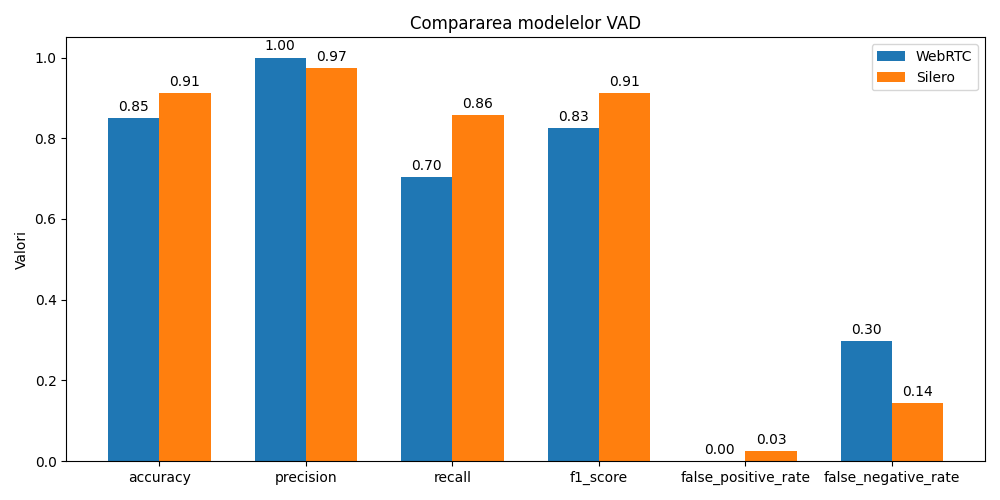 Compararea modelelor VAD
WebRTC
Silero
Valori
1.0
0.8
0.6
0.4
0.2
0.0
0.85
0.91
1.00
0.97
0.70
0.86
0.83
0.91
0.00
0.03
0.30
0.14
accuracy
precision
recall
f1_score
false_positive_rate
false_negative_rate